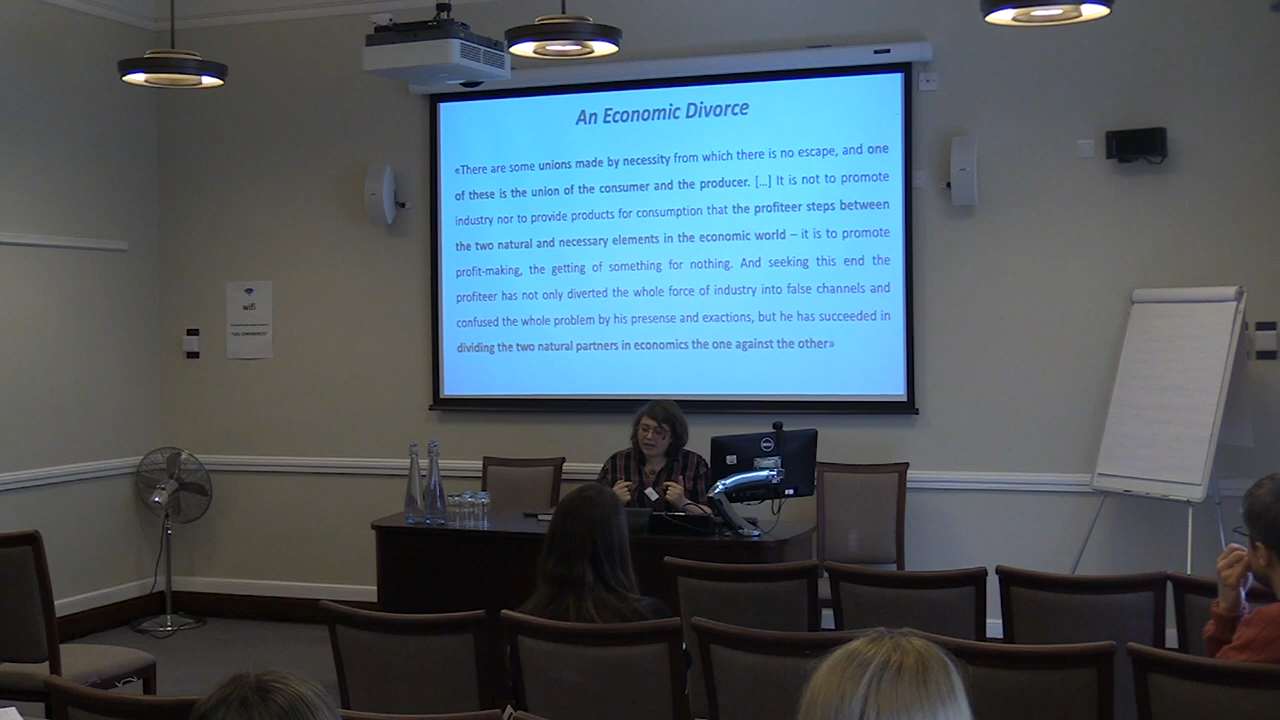 An Economic Divorce
«There are some unions made by necessity from which there is no escape, and one
of these is the union of the consumer and the producer. [...] It is not to promote
industry nor to provide products for consumption that the profiteer steps between
the two natural and necessary elements in the economic world – it is to promote
profit-making, the getting of something for nothing. And seeking this end the
profiteer has not only diverted the whole force of industry into false channels and
confused the whole problem by his presense and exactions, but he has succeeded in
dividing the two natural partners in economics the one against the other»
wifi
DELL